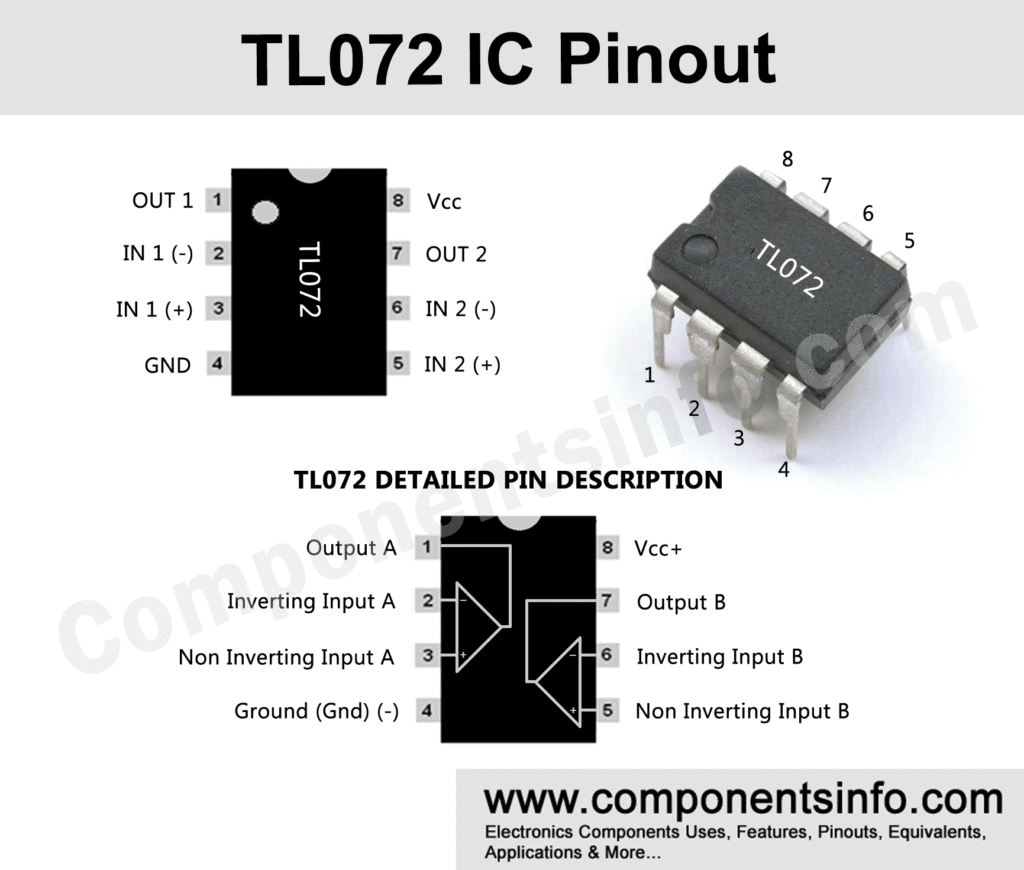 TL072 IC Pinout
OUT 1 1
IN 1 (-) 2
IN 1 (+) 3
GND 4
TL072
8 Vcc
7 OUT 2
6 IN 2 (-)
5 IN 2 (+)
8
7
6
5
TL072
1
2
3
4
Componentsinfo.com
TL072 DETAILED PIN DESCRIPTION
Output A 1
Inverting Input A 2
Non Inverting Input A 3
Ground (Gnd) (-) 4
-
+
8 Vcc+
7 Output B
- 6 Inverting Input B
+ 5 Non Inverting Input B
www.componentsinfo.com
Electronics Components Uses, Features, Pinouts, Equivalents,
Applications & More...